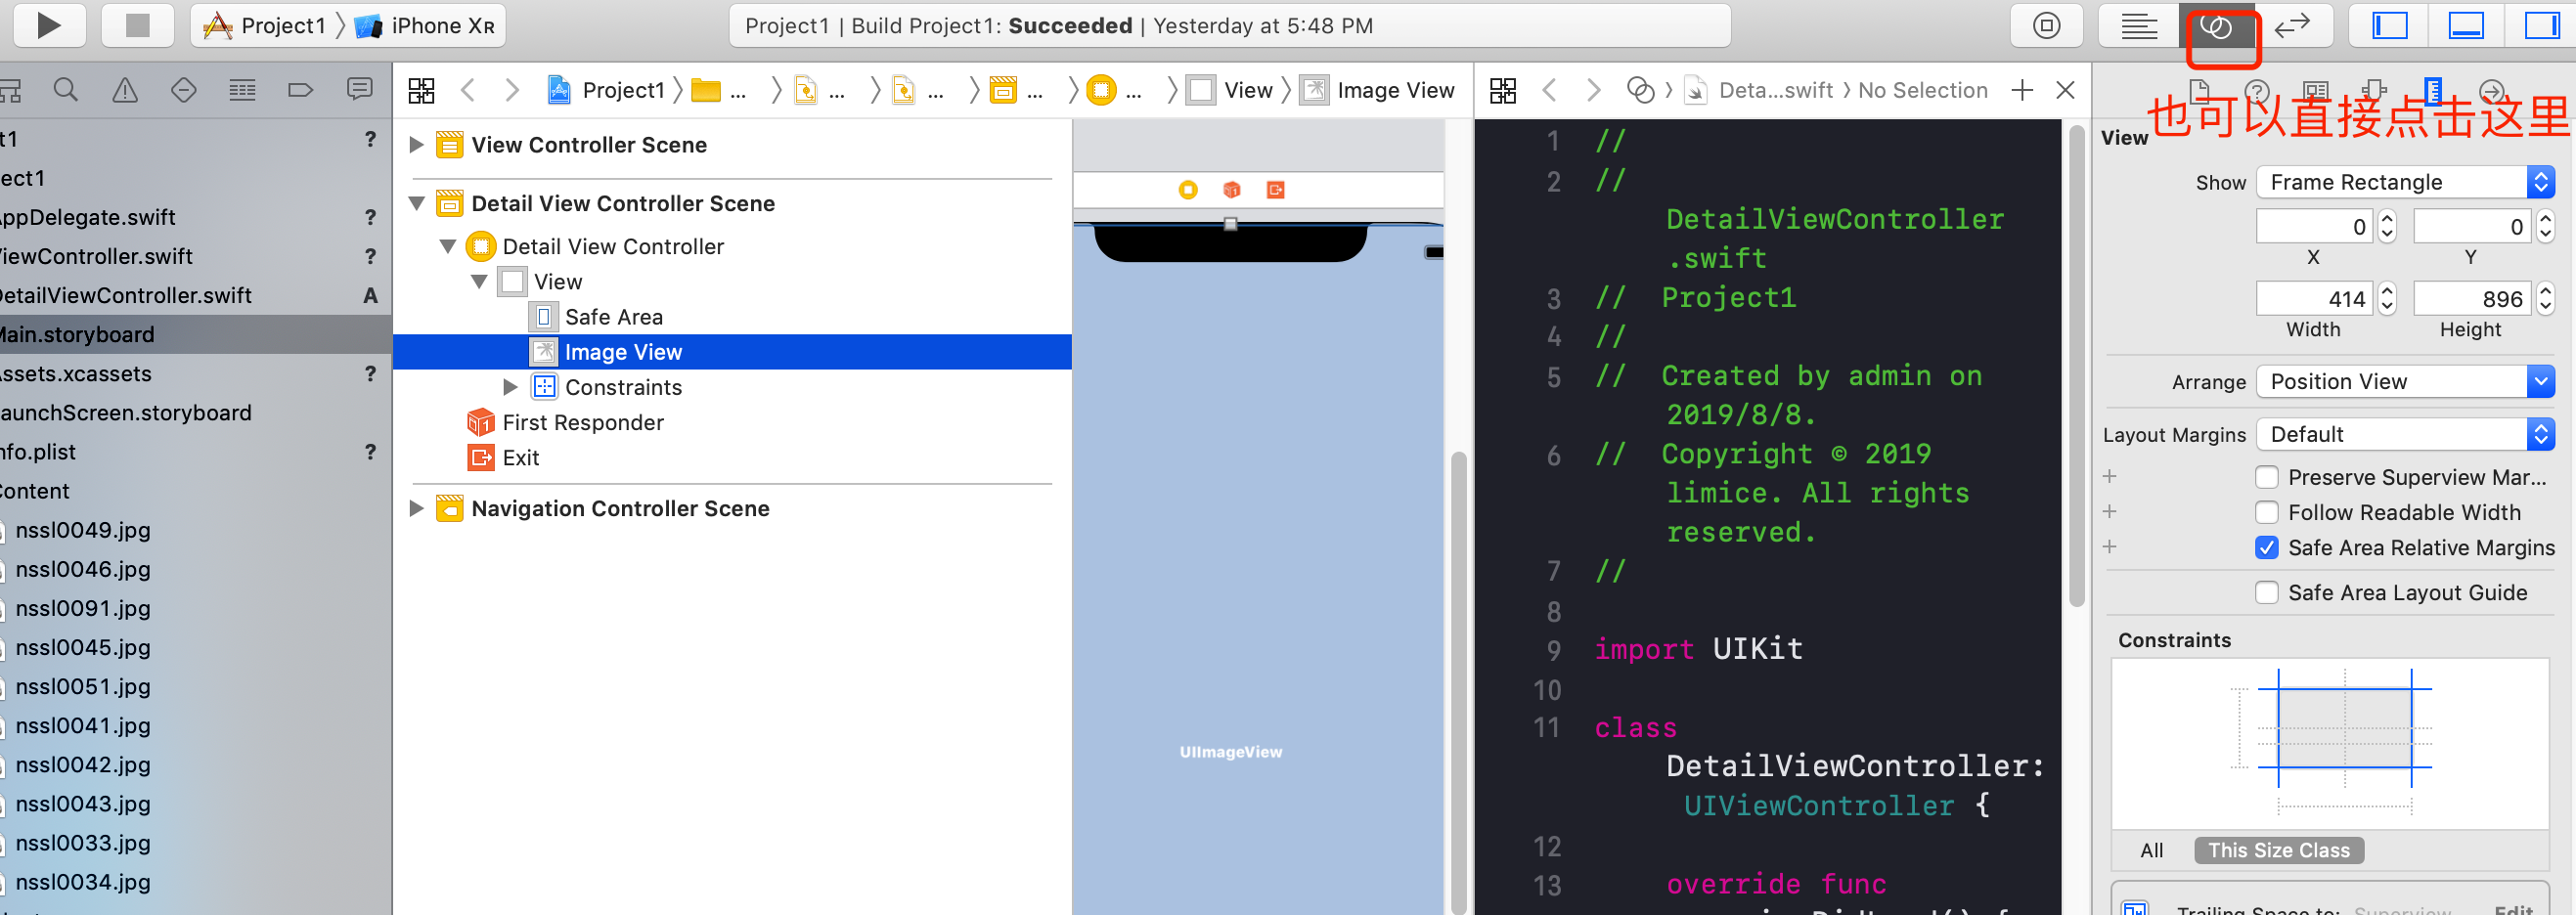 Project1 〉 iPhone XR
Project1 | Build Project1: Succeeded | Yesterday at 5:48 PM
Project1 〉 ... 〉 ... 〉 ... 〉 ... 〉 ... 〉 View 〉 Image View
Deta...swift 〉 No Selection
也可以直接点击这里
t1 ?
ect1
AppDelegate.swift ?
ViewController.swift ?
DetailViewController.swift A
Main.storyboard
Assets.xcassets ?
LaunchScreen.storyboard
Info.plist ?
Content
nssl0049.jpg
nssl0046.jpg
nssl0091.jpg
nssl0045.jpg
nssl0051.jpg
nssl0041.jpg
nssl0042.jpg
nssl0043.jpg
nssl0033.jpg
nssl0034.jpg
View Controller Scene
Detail View Controller Scene
Detail View Controller
View
Safe Area
Image View
Constraints
First Responder
Exit
Navigation Controller Scene
UIImageView
1 //
2 //
DetailViewController
.swift
3 // Project1
4 //
5 // Created by admin on
2019/8/8.
6 // Copyright © 2019
limice. All rights
reserved.
7 //
8
9 import UIKit
10
11 class
DetailViewController:
UIViewController {
12
13 override func
View
Show Frame Rectangle
0 0
X Y
414 896
Width Height
Arrange Position View
Layout Margins Default
+ Preserve Superview Mar...
+ Follow Readable Width
+ Safe Area Relative Margins
Safe Area Layout Guide
Constraints
All This Size Class
Trailing Space to: Superview Edit